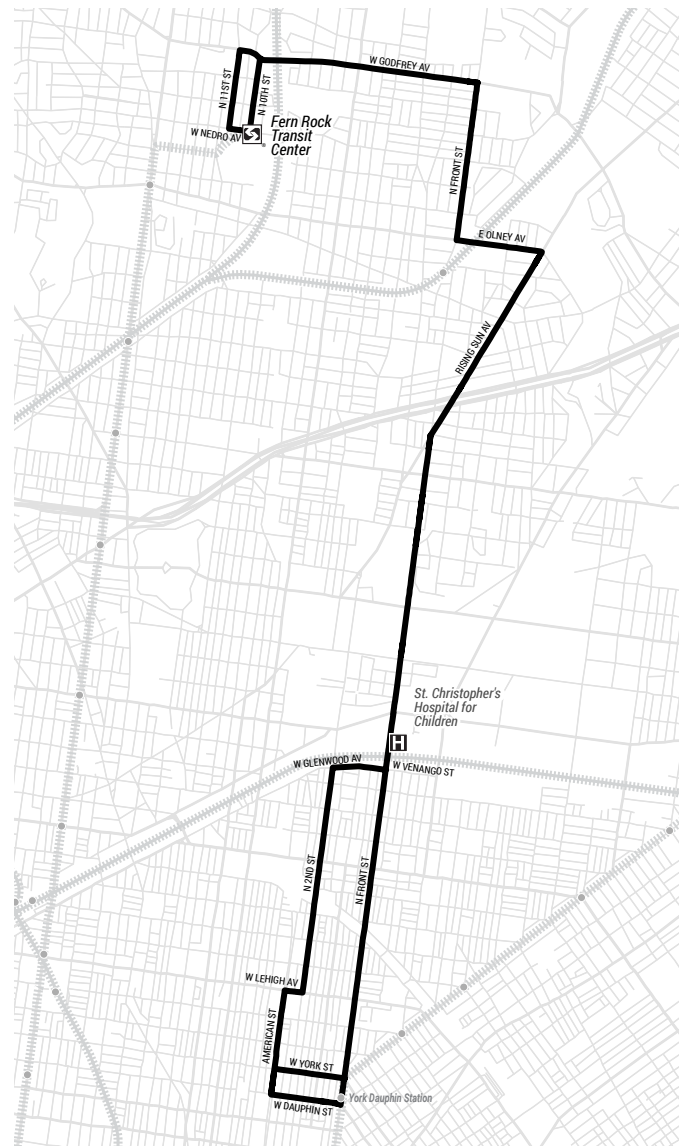 W GODFREY AV
N 11ST ST
N 10TH ST
W NEDRO AV
Fern Rock
Transit
Center
N FRONT ST
E OLNEY AV
RISING SUN AV
St. Christopher's
Hospital for
Children
H
W GLENWOOD AV
W VENANGO ST
N 2ND ST
N FRONT ST
W LEHIGH AV
AMERICAN ST
W YORK ST
W DAUPHIN ST
York Dauphin Station